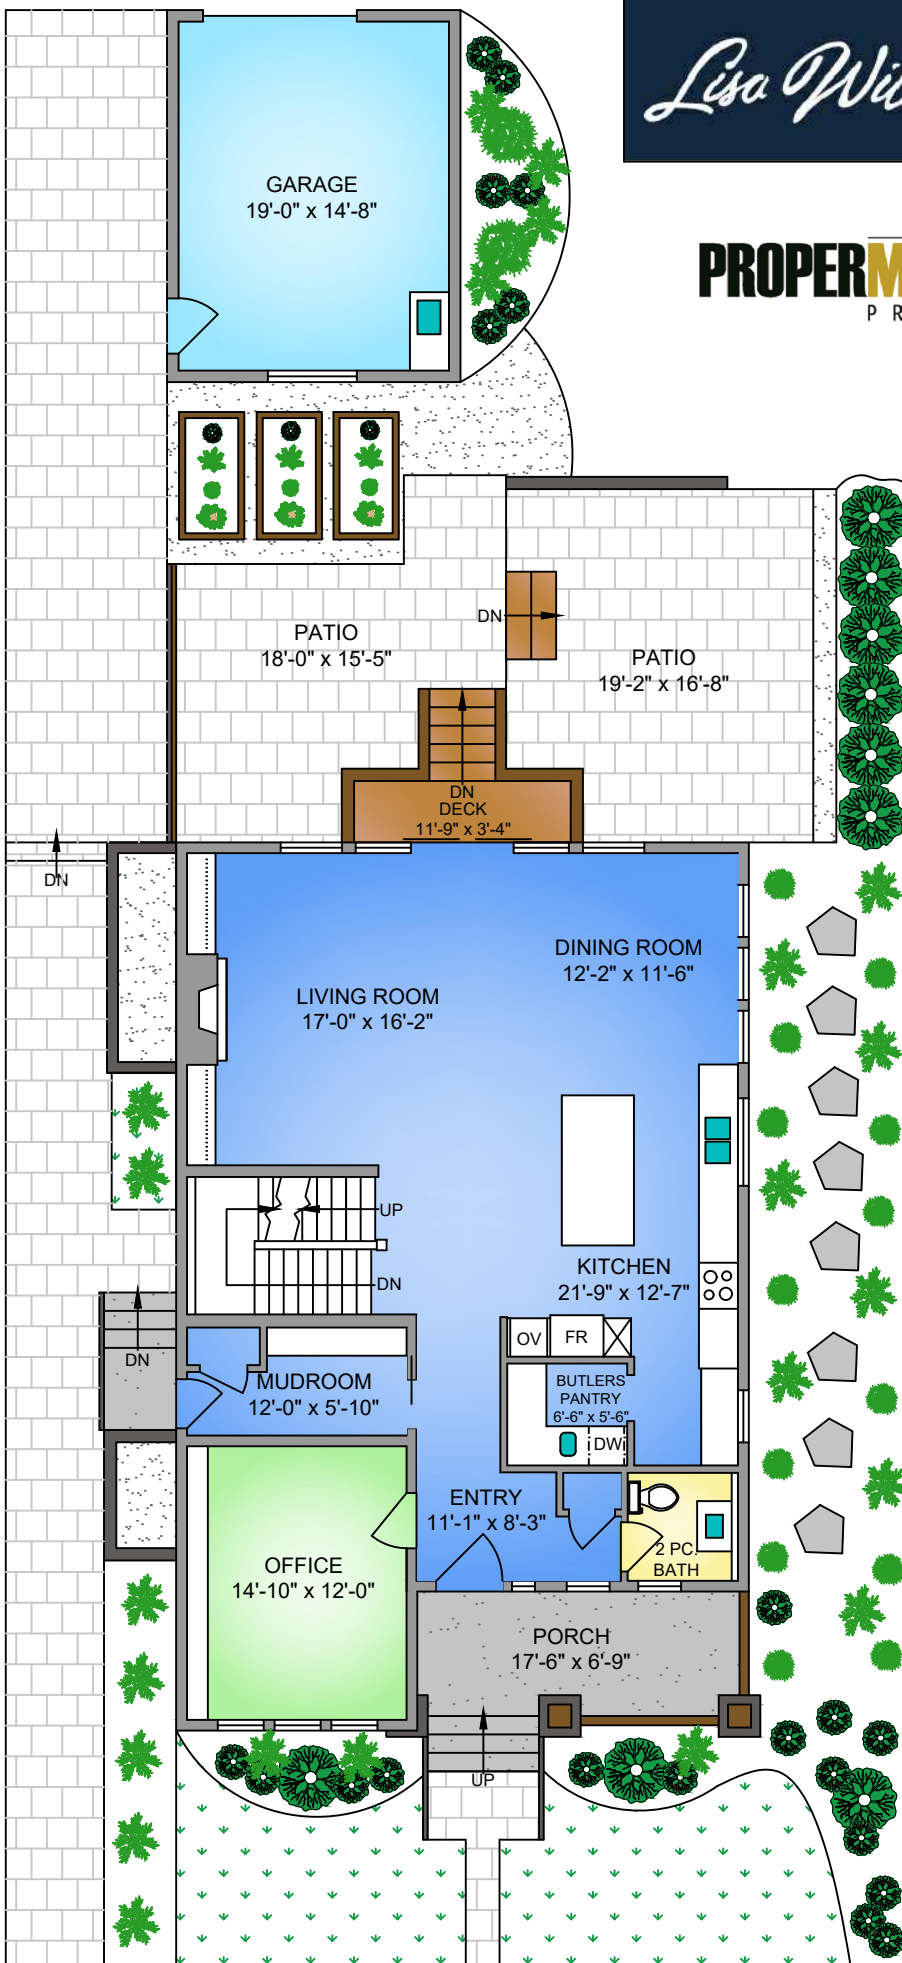 Lisa
PROPERM
P R
GARAGE
19'-0" x 14'-8"
PATIO
18'-0" x 15'-5"
DN
PATIO
19'-2" x 16'-8"
DN
DECK
11'-9" x 3'-4"
DN
DINING ROOM
12'-2" x 11'-6"
LIVING ROOM
17'-0" x 16'-2"
UP
DN
KITCHEN
21'-9" x 12'-7"
OV
FR
DN
MUDROOM
12'-0" x 5'-10"
BUTLERS
PANTRY
6'-6" x 5'-6"
DW
ENTRY
11'-1" x 8'-3"
2 PC.
BATH
OFFICE
14'-10" x 12'-0"
PORCH
17'-6" x 6'-9"
UP